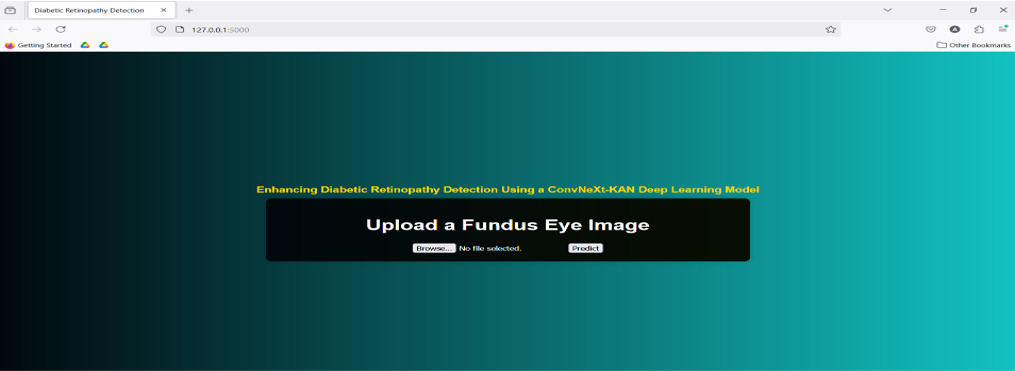 Diabetic Retinopathy Detection
127.0.0.1:5000
Getting Started
Other Bookmarks
Enhancing Diabetic Retinopathy Detection Using a ConvNeXt-KAN Deep Learning Model
Upload a Fundus Eye Image
Browse... No file selected. Predict